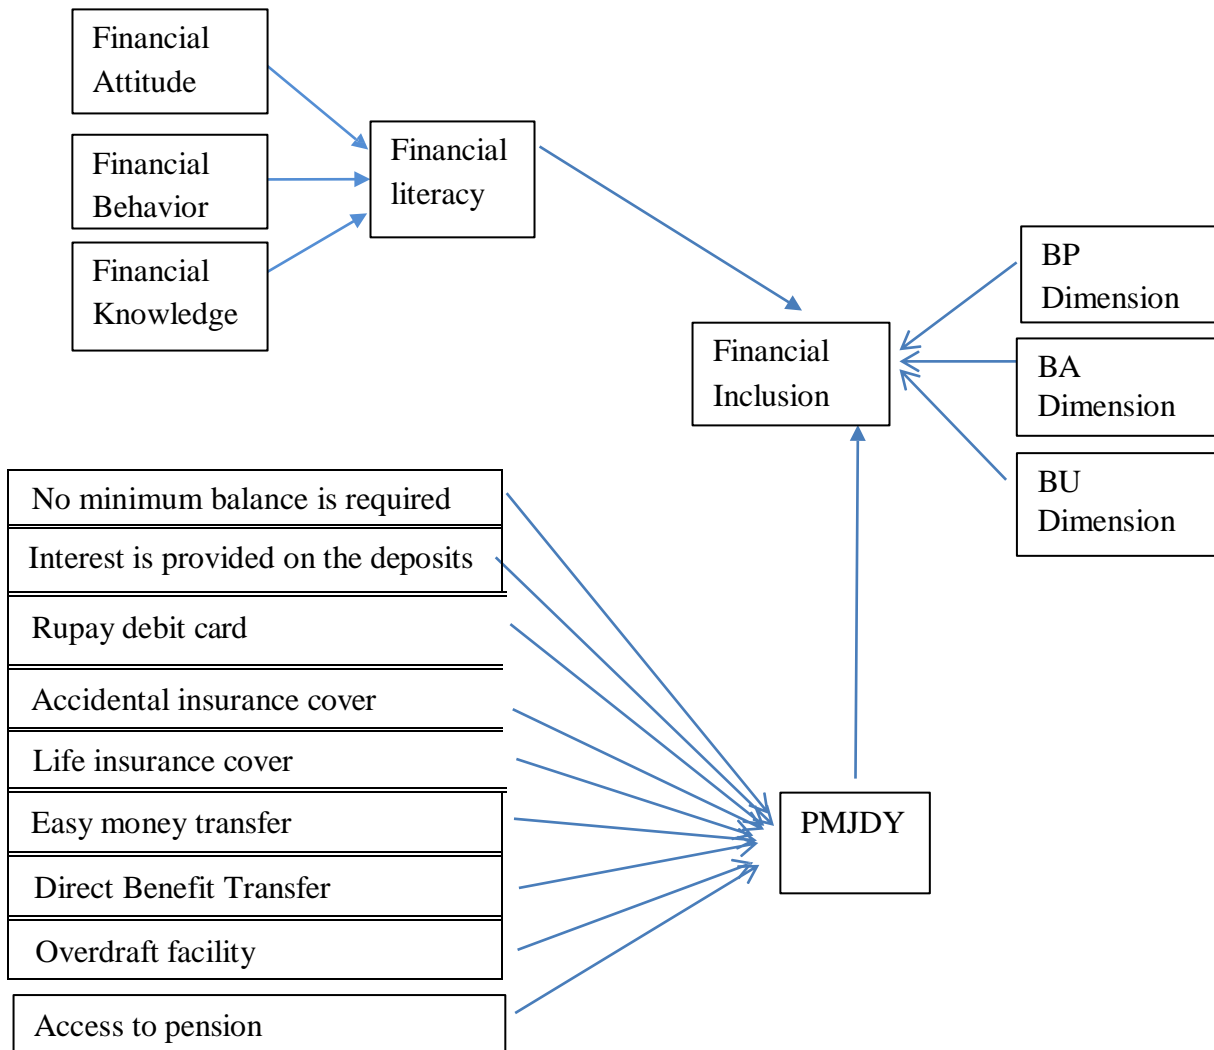 Financial
Attitude
Financial
Behavior
Financial
Knowledge
Financial
literacy
BP
Dimension
Financial
Inclusion
BA
Dimension
BU
Dimension
No minimum balance is required
Interest is provided on the deposits
Rupay debit card
Accidental insurance cover
Life insurance cover
Easy money transfer
Direct Benefit Transfer
Overdraft facility
Access to pension
PMJDY